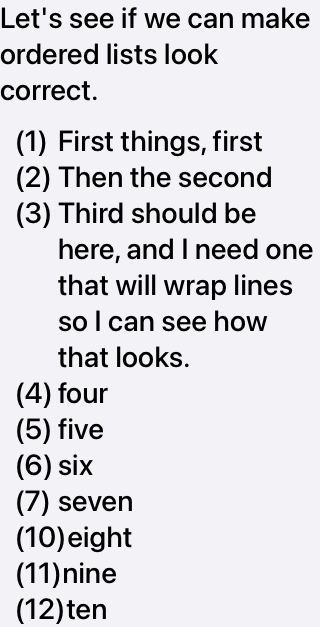 Let's see if we can make
ordered lists look
correct.
(1) First things, first
(2) Then the second
(3) Third should be
here, and I need one
that will wrap lines
so I can see how
that looks.
(4) four
(5) five
(6) six
(7) seven
(10)eight
(11)nine
(12)ten